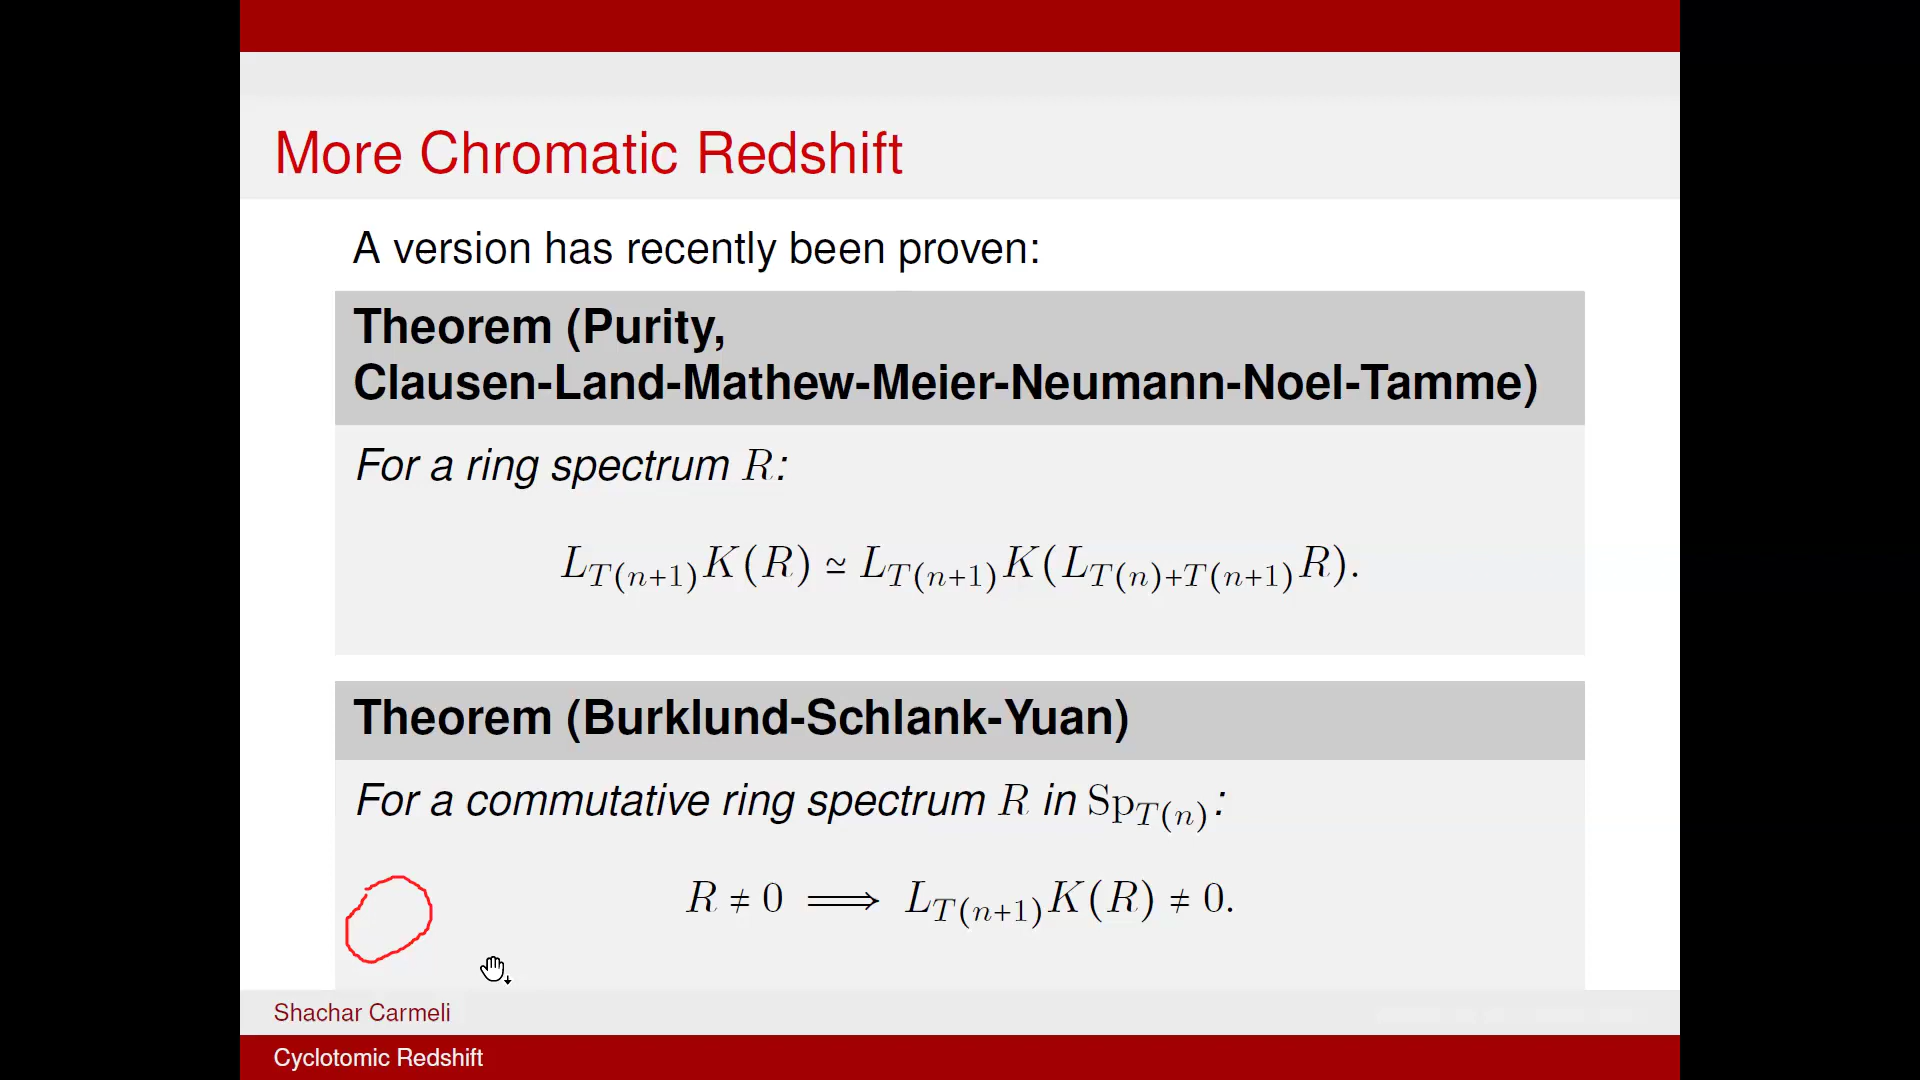 More Chromatic Redshift
A version has recently been proven:
Theorem (Purity,
Clausen-Land-Mathew-Meier-Neumann-Noel-Tamme)
For a ring spectrum R:
L_{T(n+1)}K(R) ≃ L_{T(n+1)}K(L_{T(n)+T(n+1)}R).
Theorem (Burklund-Schlank-Yuan)
For a commutative ring spectrum R in Sp_{T(n)}:
R ≠ 0 ⟹ L_{T(n+1)}K(R) ≠ 0.
Shachar Carmeli
Cyclotomic Redshift